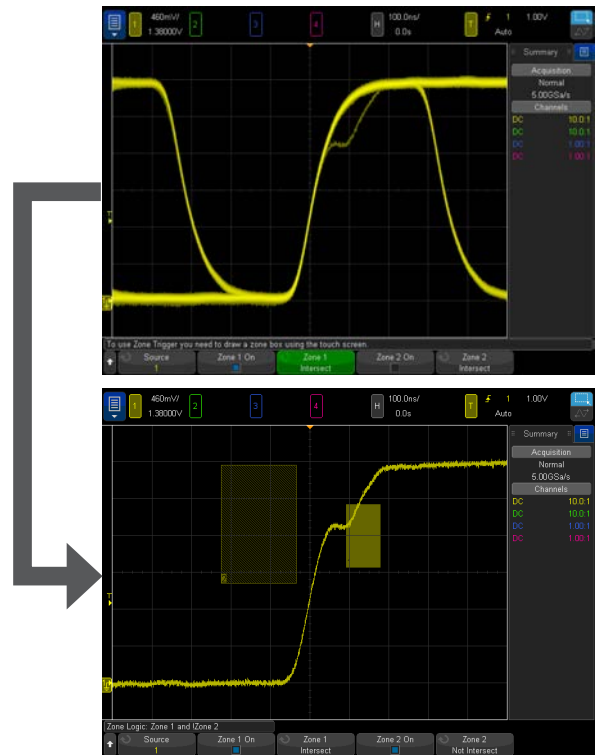 1 460mV/ 1.38000V 2 3 4 H 100.0ns/ 0.0s T 1 1.00V Auto
Summary
Acquisition
Normal
5.00GSa/s
Channels
DC 10.0:1
DC 10.0:1
DC 1.00:1
DC 1.00:1
T
To use Zone Trigger you need to draw a zone box using the touch screen.
Source 1
Zone 1 On
Zone 1 Intersect
Zone 2 On
Zone 2 Intersect
1 460mV/ 1.38000V 2 3 4 H 100.0ns/ 0.0s T 1 1.00V Auto
Summary
Acquisition
Normal
5.00GSa/s
Channels
DC 10.0:1
DC 10.0:1
DC 1.00:1
DC 1.00:1
T
Zone Logic: Zone 1 and !Zone 2
Source 1
Zone 1 On
Zone 1 Intersect
Zone 2 On
Zone 2 Not Intersect